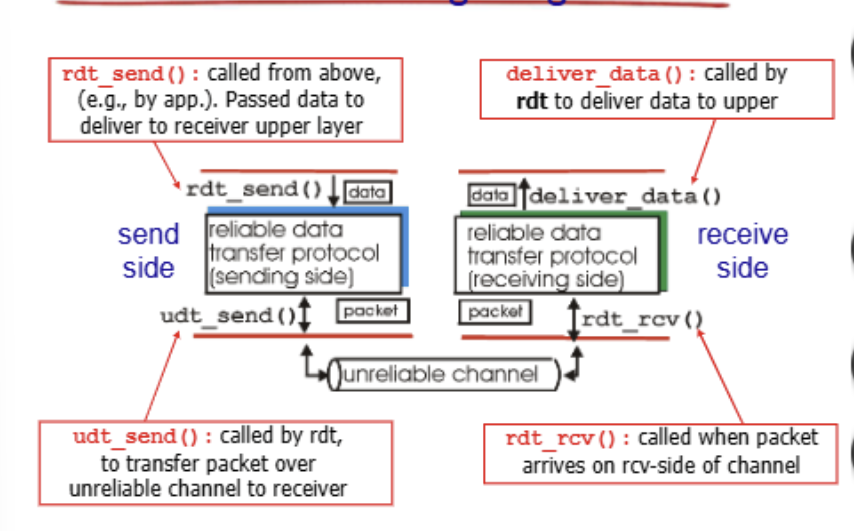 rdt_send(): called from above,
(e.g., by app.). Passed data to
deliver to receiver upper layer
deliver_data(): called by
rdt to deliver data to upper
rdt_send()
data
data
deliver_data()
send
side
reliable data
transfer protocol
(sending side)
reliable data
transfer protocol
(receiving side)
receive
side
udt_send()
packet
packet
rdt_rcv()
unreliable channel
udt_send(): called by rdt,
to transfer packet over
unreliable channel to receiver
rdt_rcv(): called when packet
arrives on rcv-side of channel